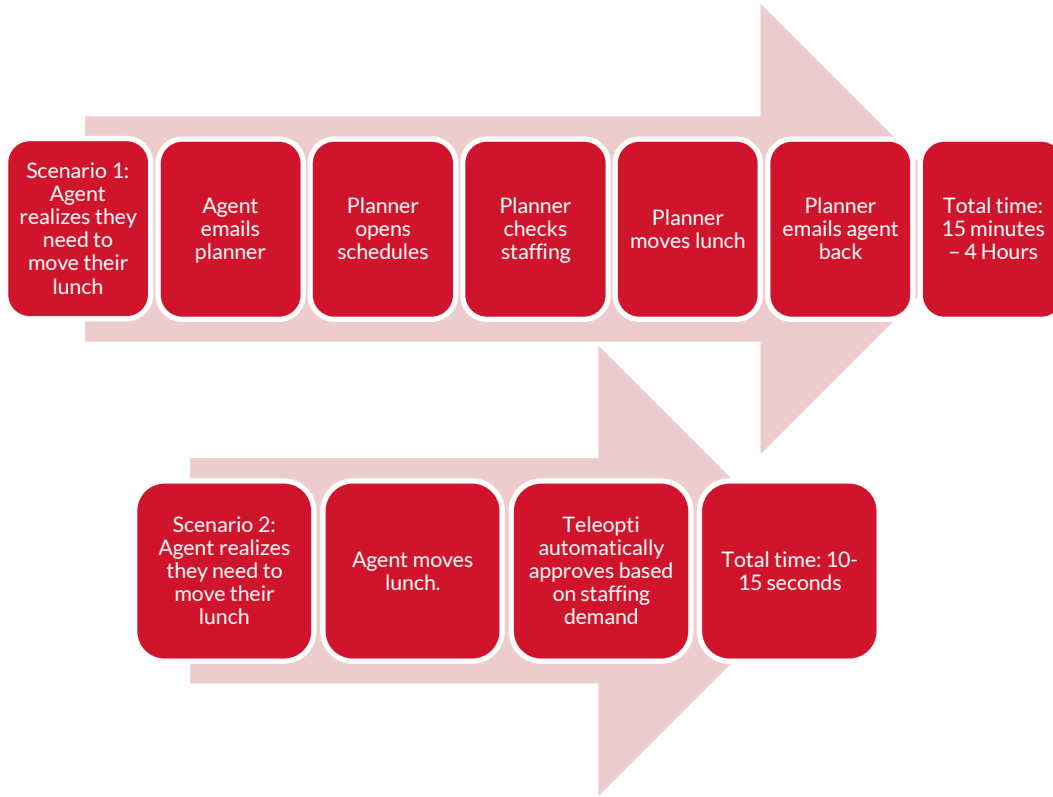 Scenario 1:
Agent
realizes they
need to
move their
lunch
Agent
emails
planner
Planner
opens
schedules
Planner
checks
staffing
Planner
moves lunch
Planner
emails agent
back
Total time:
15 minutes
– 4 Hours
Scenario 2:
Agent realizes
they need to
move their
lunch
Agent moves
lunch.
Teleopti
automatically
approves based
on staffing
demand
Total time: 10-
15 seconds